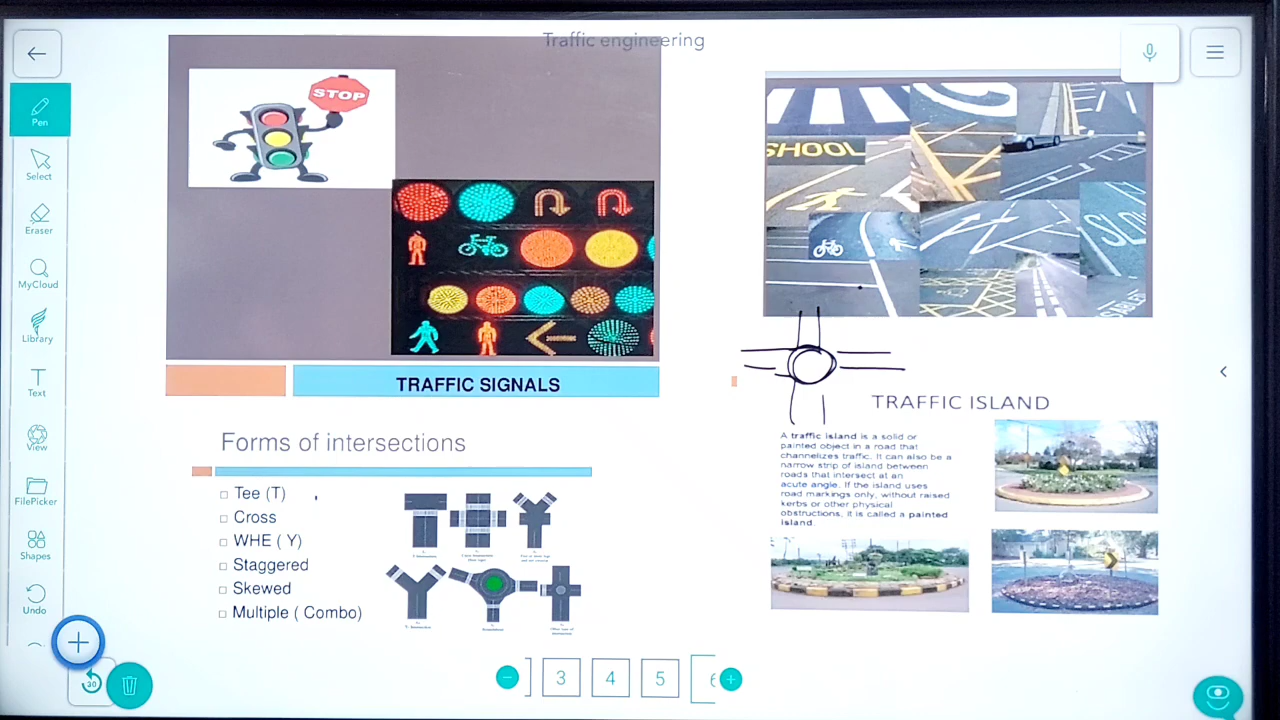 Traffic engineering
STOP
Pen
Select
Eraser
MyCloud
Library
Text
View
FilePicker
Shapes
Undo
30
SHOOL
SLO
TRAFFIC SIGNALS
Forms of intersections
Tee (T)
Cross
WHE ( Y)
Staggered
Skewed
Multiple ( Combo)
TRAFFIC ISLAND
A traffic island is a solid or
painted object in a road that
channelizes traffic. It can also be a
narrow strip of island between
roads that intersect at an
acute angle. If the island uses
road markings only, without raised
kerbs or other physical
obstructions, it is called a painted
island.
3 4 5 6